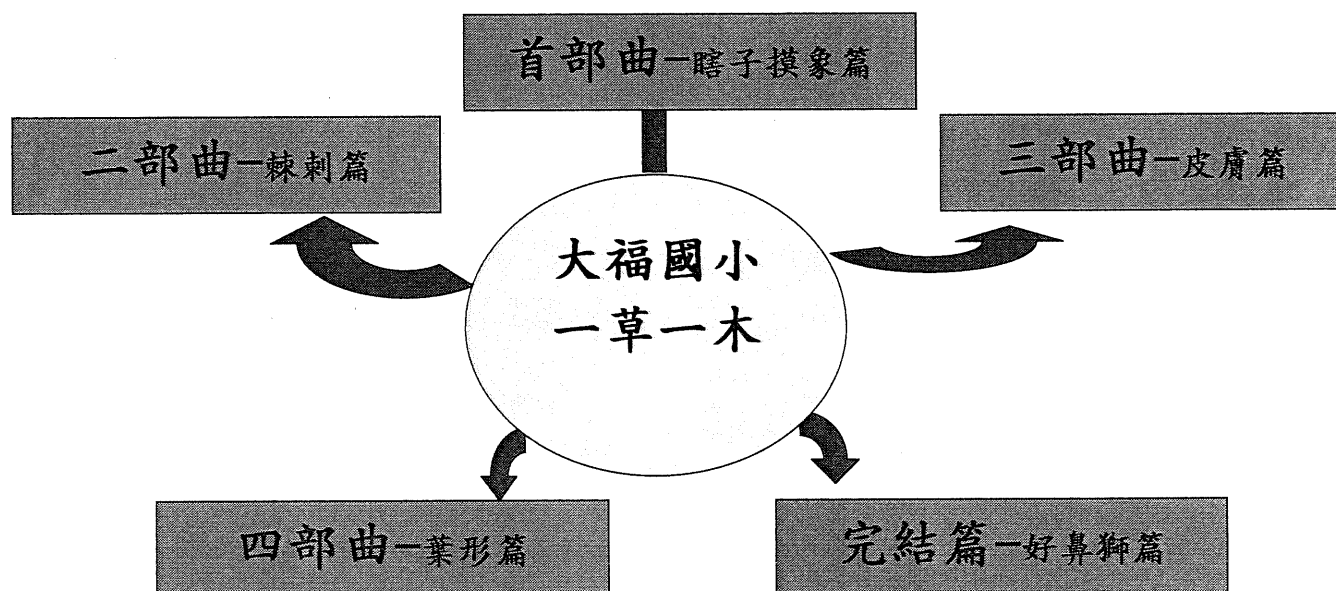 首部曲─瞎子摸象篇
二部曲─棘刺篇
三部曲─皮膚篇
大福國小
一草一木
四部曲─葉形篇
完結篇─好鼻獅篇